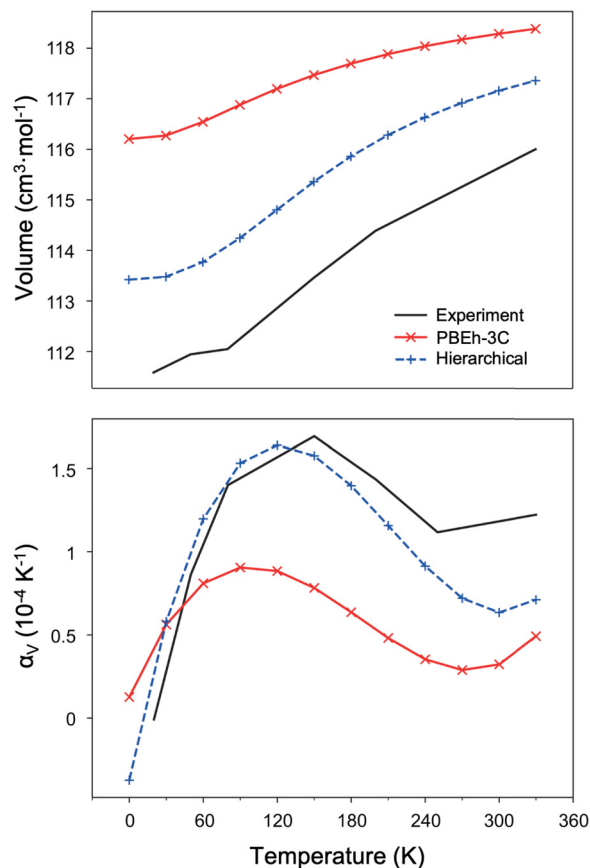 118
117
116
115
114
113
112
Volume (cm³·mol⁻¹)
Experiment
PBEh-3C
Hierarchical
1.5
1
0.5
0
αV (10⁻⁴ K⁻¹)
0 60 120 180 240 300 360
Temperature (K)